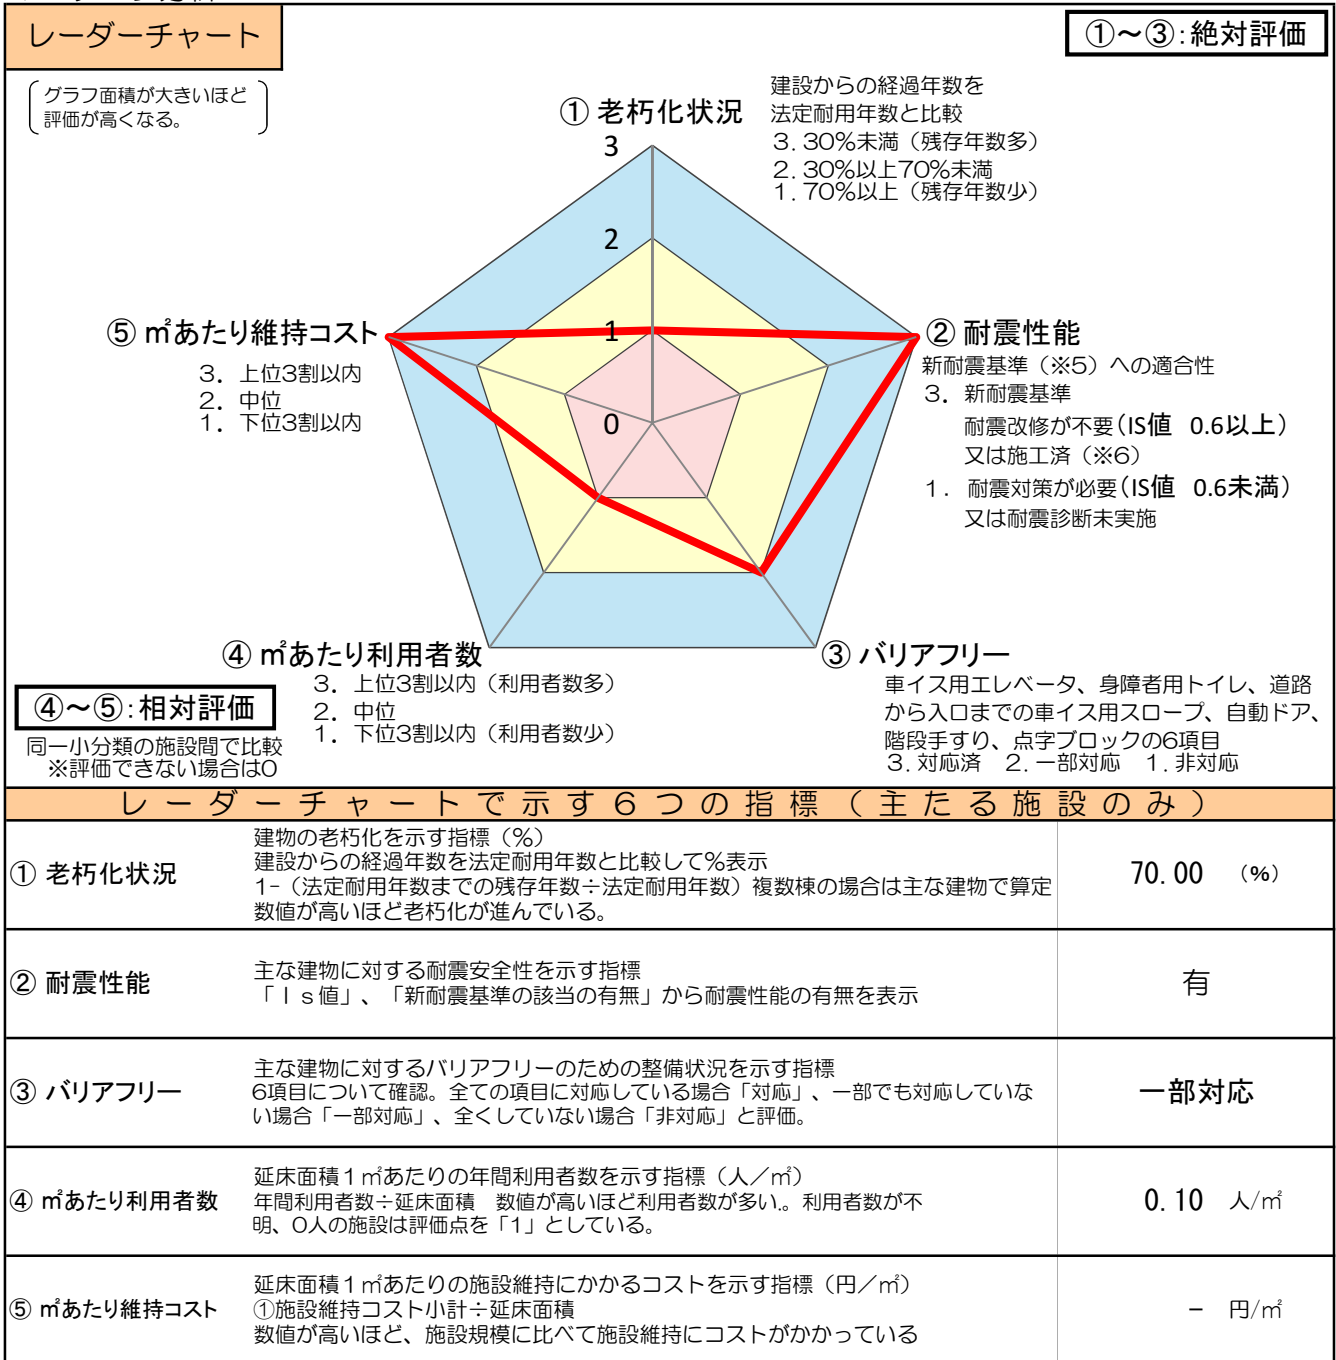 レーダーチャート
①～③:絶対評価
グラフ面積が大きいほど
評価が高くなる。
① 老朽化状況
建設からの経過年数を
法定耐用年数と比較
3. 30%未満（残存年数多）
2. 30%以上70%未満
1. 70%以上（残存年数少）
3
2
1
0
② 耐震性能
新耐震基準（※5）への適合性
3. 新耐震基準
耐震改修が不要(IS値 0.6以上)
又は施工済（※6）
1. 耐震対策が必要(IS値 0.6未満)
又は耐震診断未実施
⑤ ㎡あたり維持コスト
3. 上位3割以内
2. 中位
1. 下位3割以内
④ ㎡あたり利用者数
3. 上位3割以内（利用者数多）
2. 中位
1. 下位3割以内（利用者数少）
③ バリアフリー
車イス用エレベータ、身障者用トイレ、道路
から入口までの車イス用スロープ、自動ドア、
階段手すり、点字ブロックの6項目
3. 対応済 2. 一部対応 1. 非対応
④～⑤:相対評価
同一小分類の施設間で比較
※評価できない場合は0
レーダーチャートで示す６つの指標（主たる施設のみ）
① 老朽化状況
建物の老朽化を示す指標（%）
建設からの経過年数を法定耐用年数と比較して%表示
1-（法定耐用年数までの残存年数÷法定耐用年数）複数棟の場合は主な建物で算定
数値が高いほど老朽化が進んでいる。
70.00 （%）
② 耐震性能
主な建物に対する耐震安全性を示す指標
「Ｉｓ値」、「新耐震基準の該当の有無」から耐震性能の有無を表示
有
③ バリアフリー
主な建物に対するバリアフリーのための整備状況を示す指標
6項目について確認。全ての項目に対応している場合「対応」、一部でも対応していな
い場合「一部対応」、全くしていない場合「非対応」と評価。
一部対応
④ ㎡あたり利用者数
延床面積１㎡あたりの年間利用者数を示す指標（人／㎡）
年間利用者数÷延床面積 数値が高いほど利用者数が多い。利用者数が不
明、0人の施設は評価点を「1」としている。
0.10 人/㎡
⑤ ㎡あたり維持コスト
延床面積１㎡あたりの施設維持にかかるコストを示す指標（円／㎡）
①施設維持コスト小計÷延床面積
数値が高いほど、施設規模に比べて施設維持にコストがかかっている
- 円/㎡